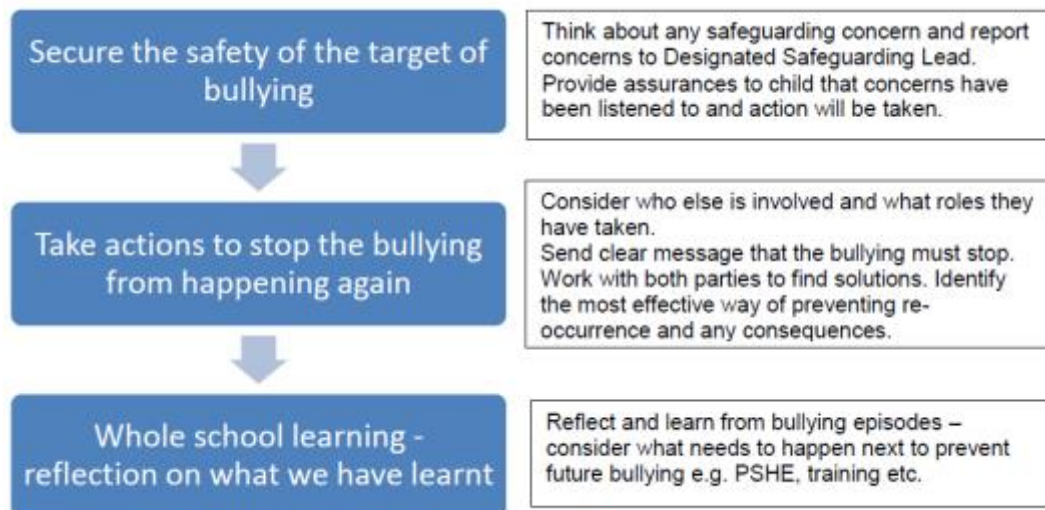 Secure the safety of the target of
bullying
Think about any safeguarding concern and report
concerns to Designated Safeguarding Lead.
Provide assurances to child that concerns have
been listened to and action will be taken.
Take actions to stop the bullying
from happening again
Consider who else is involved and what roles they
have taken.
Send clear message that the bullying must stop.
Work with both parties to find solutions. Identify
the most effective way of preventing re-
occurrence and any consequences.
Whole school learning -
reflection on what we have learnt
Reflect and learn from bullying episodes –
consider what needs to happen next to prevent
future bullying e.g. PSHE, training etc.